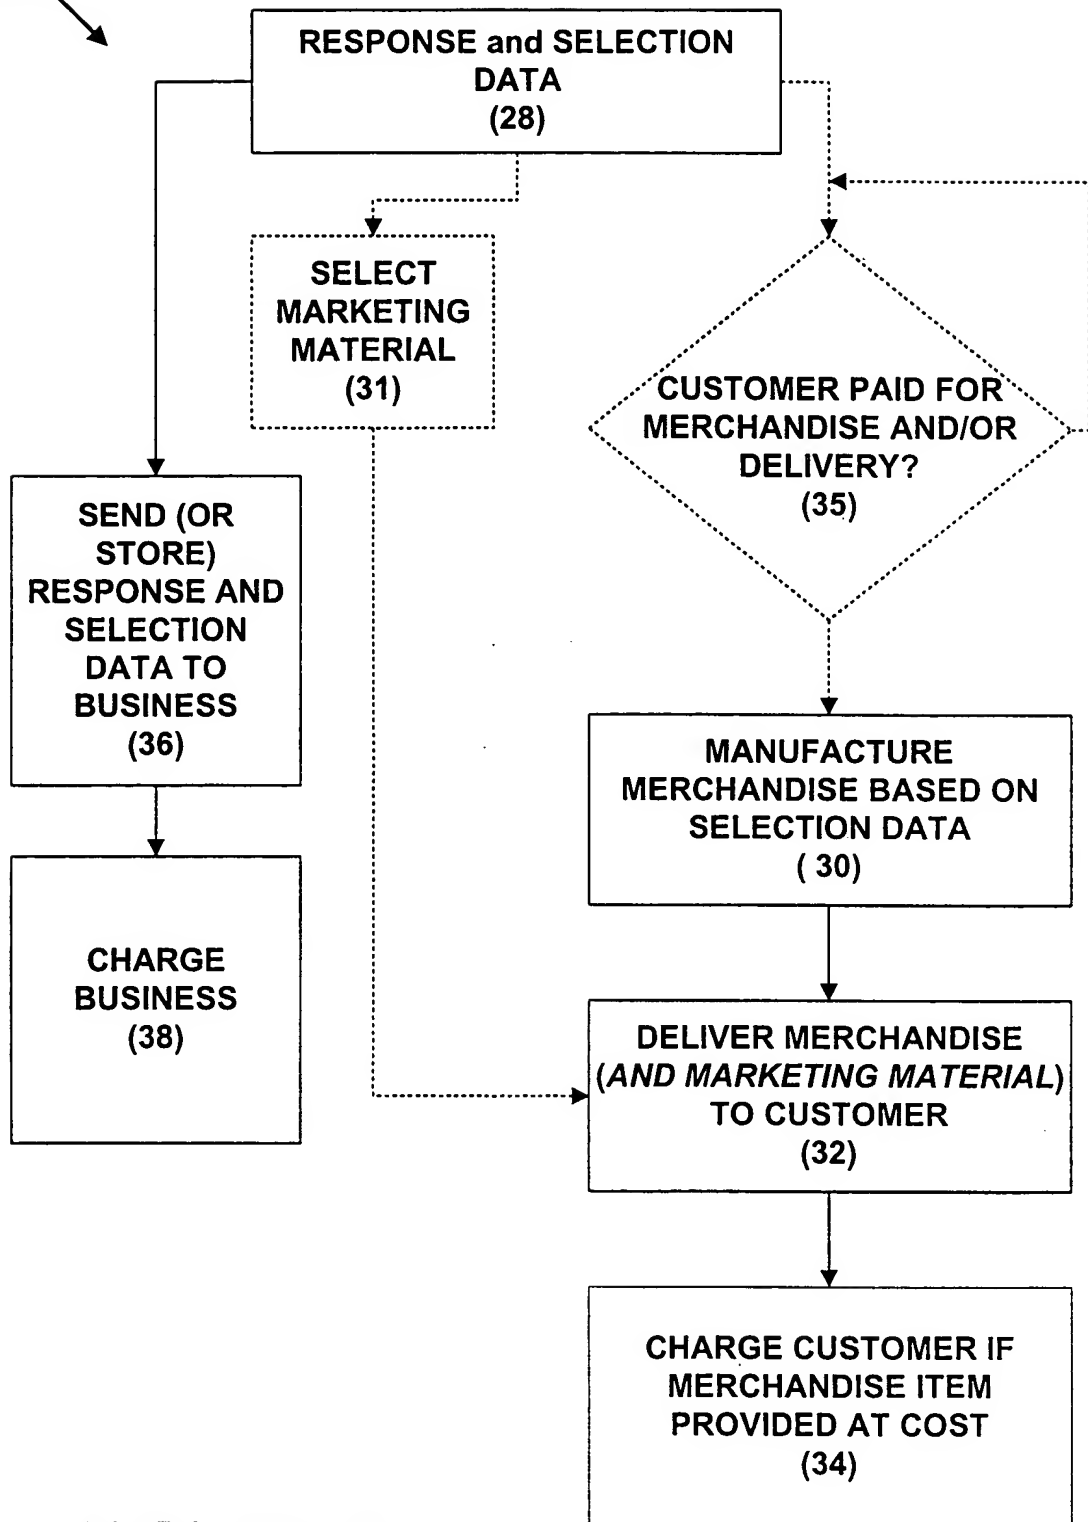 RESPONSE and SELECTION
DATA
(28)
SELECT
MARKETING
MATERIAL
(31)
CUSTOMER PAID FOR
MERCHANDISE AND/OR
DELIVERY?
(35)
SEND (OR
STORE)
RESPONSE AND
SELECTION
DATA TO
BUSINESS
(36)
MANUFACTURE
MERCHANDISE BASED ON
SELECTION DATA
( 30)
CHARGE
BUSINESS
(38)
DELIVER MERCHANDISE
(AND MARKETING MATERIAL)
TO CUSTOMER
(32)
CHARGE CUSTOMER IF
MERCHANDISE ITEM
PROVIDED AT COST
(34)